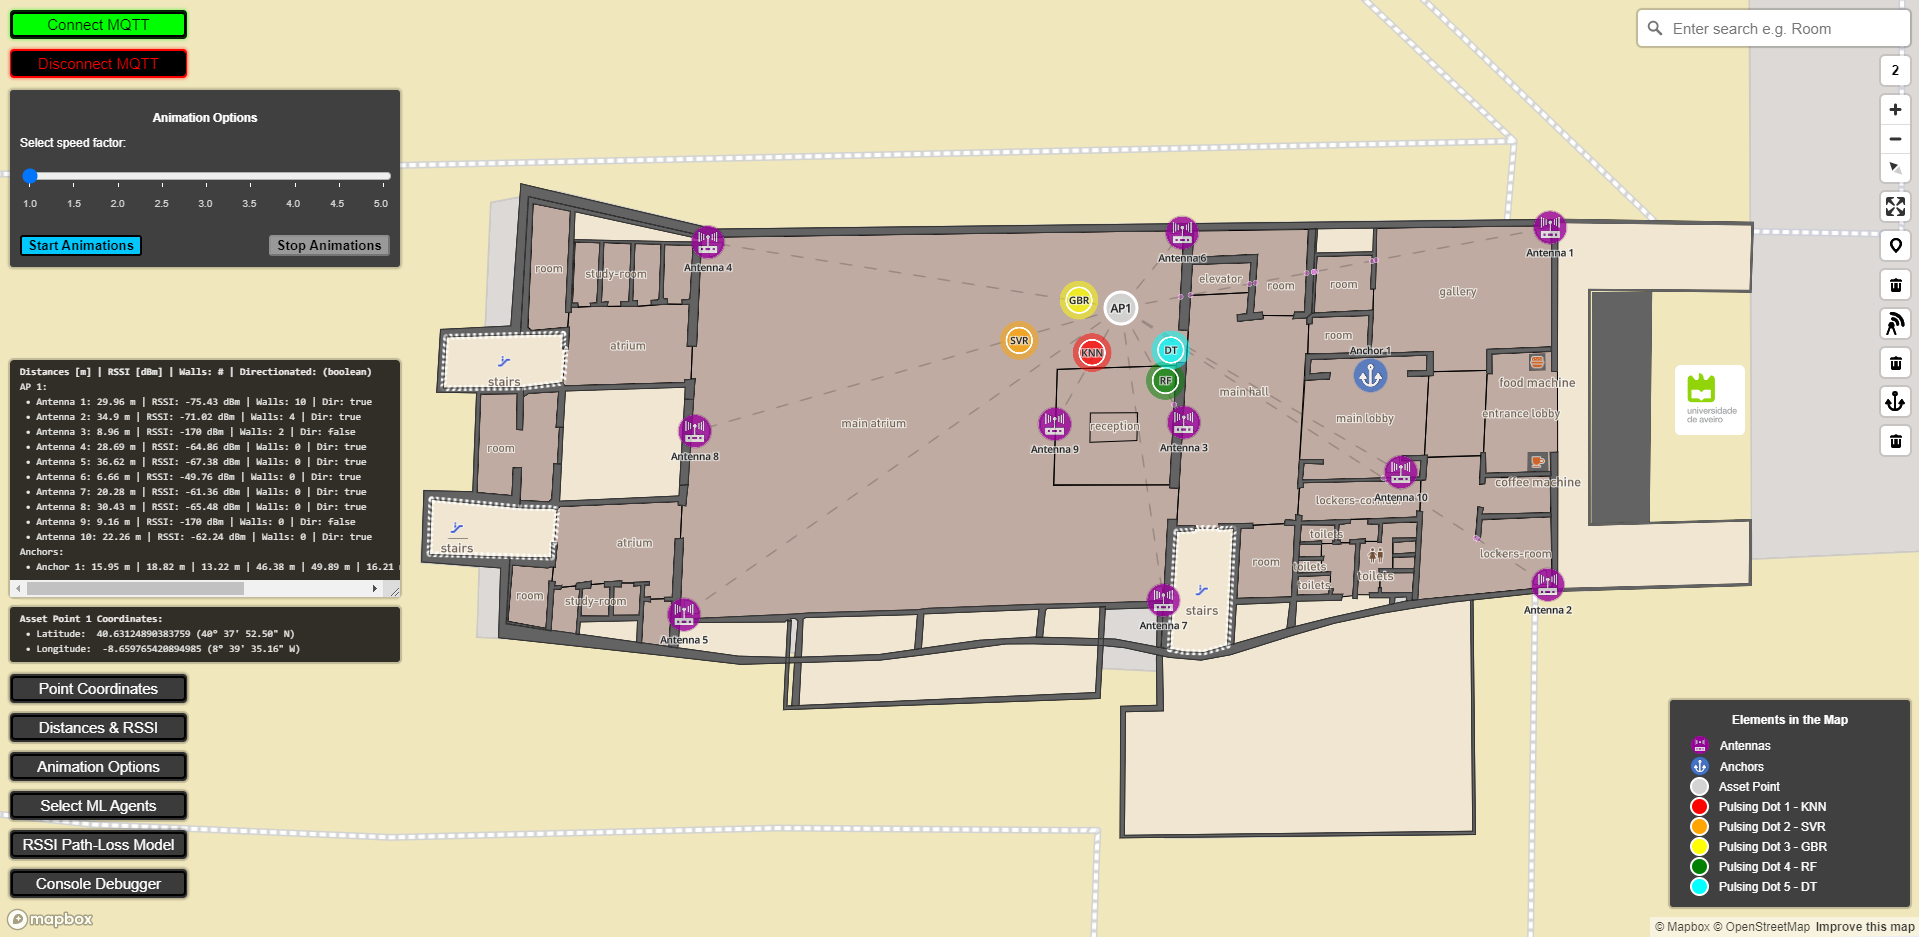 Connect MQTT
Disconnect MQTT
Animation Options
Select speed factor:
1.0 1.5 2.0 2.5 3.0 3.5 4.0 4.5 5.0
Start Animations
Stop Animations
Distances [m] | RSSI [dBm] | Walls: # | Directionated: (boolean)
AP 1:
• Antenna 1: 29.96 m | RSSI: -75.43 dBm | Walls: 10 | Dir: true
• Antenna 2: 34.9 m | RSSI: -71.02 dBm | Walls: 4 | Dir: true
• Antenna 3: 8.96 m | RSSI: -170 dBm | Walls: 2 | Dir: false
• Antenna 4: 28.69 m | RSSI: -64.86 dBm | Walls: 0 | Dir: true
• Antenna 5: 36.62 m | RSSI: -67.38 dBm | Walls: 0 | Dir: true
• Antenna 6: 6.66 m | RSSI: -49.76 dBm | Walls: 0 | Dir: true
• Antenna 7: 20.28 m | RSSI: -61.36 dBm | Walls: 0 | Dir: true
• Antenna 8: 30.43 m | RSSI: -65.48 dBm | Walls: 0 | Dir: true
• Antenna 9: 9.16 m | RSSI: -170 dBm | Walls: 0 | Dir: false
• Antenna 10: 22.26 m | RSSI: -62.24 dBm | Walls: 0 | Dir: true
Anchors:
• Anchor 1: 15.95 m | 18.82 m | 13.22 m | 46.38 m | 49.89 m | 16.21
Asset Point 1 Coordinates:
• Latitude: 40.63124890383759 (40° 37' 52.50" N)
• Longitude: -8.659765420894985 (8° 39' 35.16" W)
Point Coordinates
Distances & RSSI
Animation Options
Select ML Agents
RSSI Path-Loss Model
Console Debugger
mapbox
Antenna 4
Antenna 6
Antenna 1
room
study-room
elevator
room
room
gallery
GBR
AP1
SVR
KNN
DT
RF
atrium
room
Anchor 1
stairs
main hall
food machine
main atrium
main lobby
entrance lobby
reception
room
Antenna 8
Antenna 9
Antenna 3
Antenna 10
coffee machine
lockers-corridor
stairs
atrium
toilets
lockers-room
room
toilets
toilets
toilets
room
study-room
stairs
Antenna 5
Antenna 7
Antenna 2
universidade
de aveiro
Enter search e.g. Room
2
Elements in the Map
Antennas
Anchors
Asset Point
Pulsing Dot 1 - KNN
Pulsing Dot 2 - SVR
Pulsing Dot 3 - GBR
Pulsing Dot 4 - RF
Pulsing Dot 5 - DT
© Mapbox © OpenStreetMap Improve this map